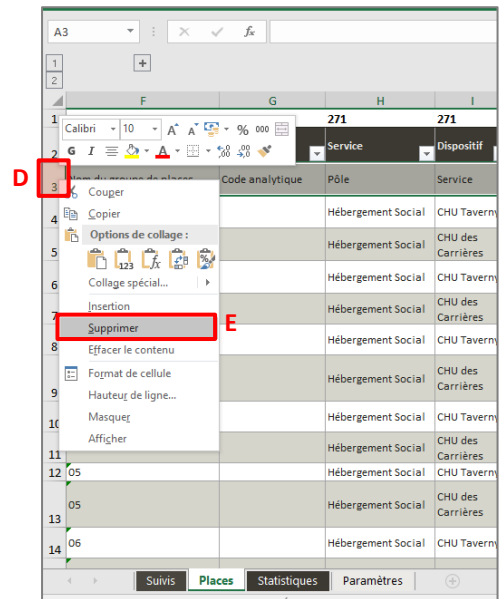 A3 fx
1
2
F G H I
1 271 271
Calibri 10 A A % 000
G I A ,00 ,0
2 Service Dispositif
D
3 Nom du groupe de places Code analytique Pôle Service
Couper
4 Copier Hébergement Social CHU Taverny
Options de collage :
5 Hébergement Social CHU des
Carrières
123 fx %
6 Collage spécial... Hébergement Social CHU Taverny
7 Insertion Hébergement Social CHU des
Carrières
Supprimer E
8 Hébergement Social CHU Taverny
Effacer le contenu
9 Format de cellule Hébergement Social CHU des
Carrières
Hauteur de ligne...
10 Masquer Hébergement Social CHU Taverny
Afficher
11 Hébergement Social CHU des
Carrières
12 05 Hébergement Social CHU Taverny
13 05 Hébergement Social CHU des
Carrières
14 06 Hébergement Social CHU Taverny
Suivis Places Statistiques Paramètres